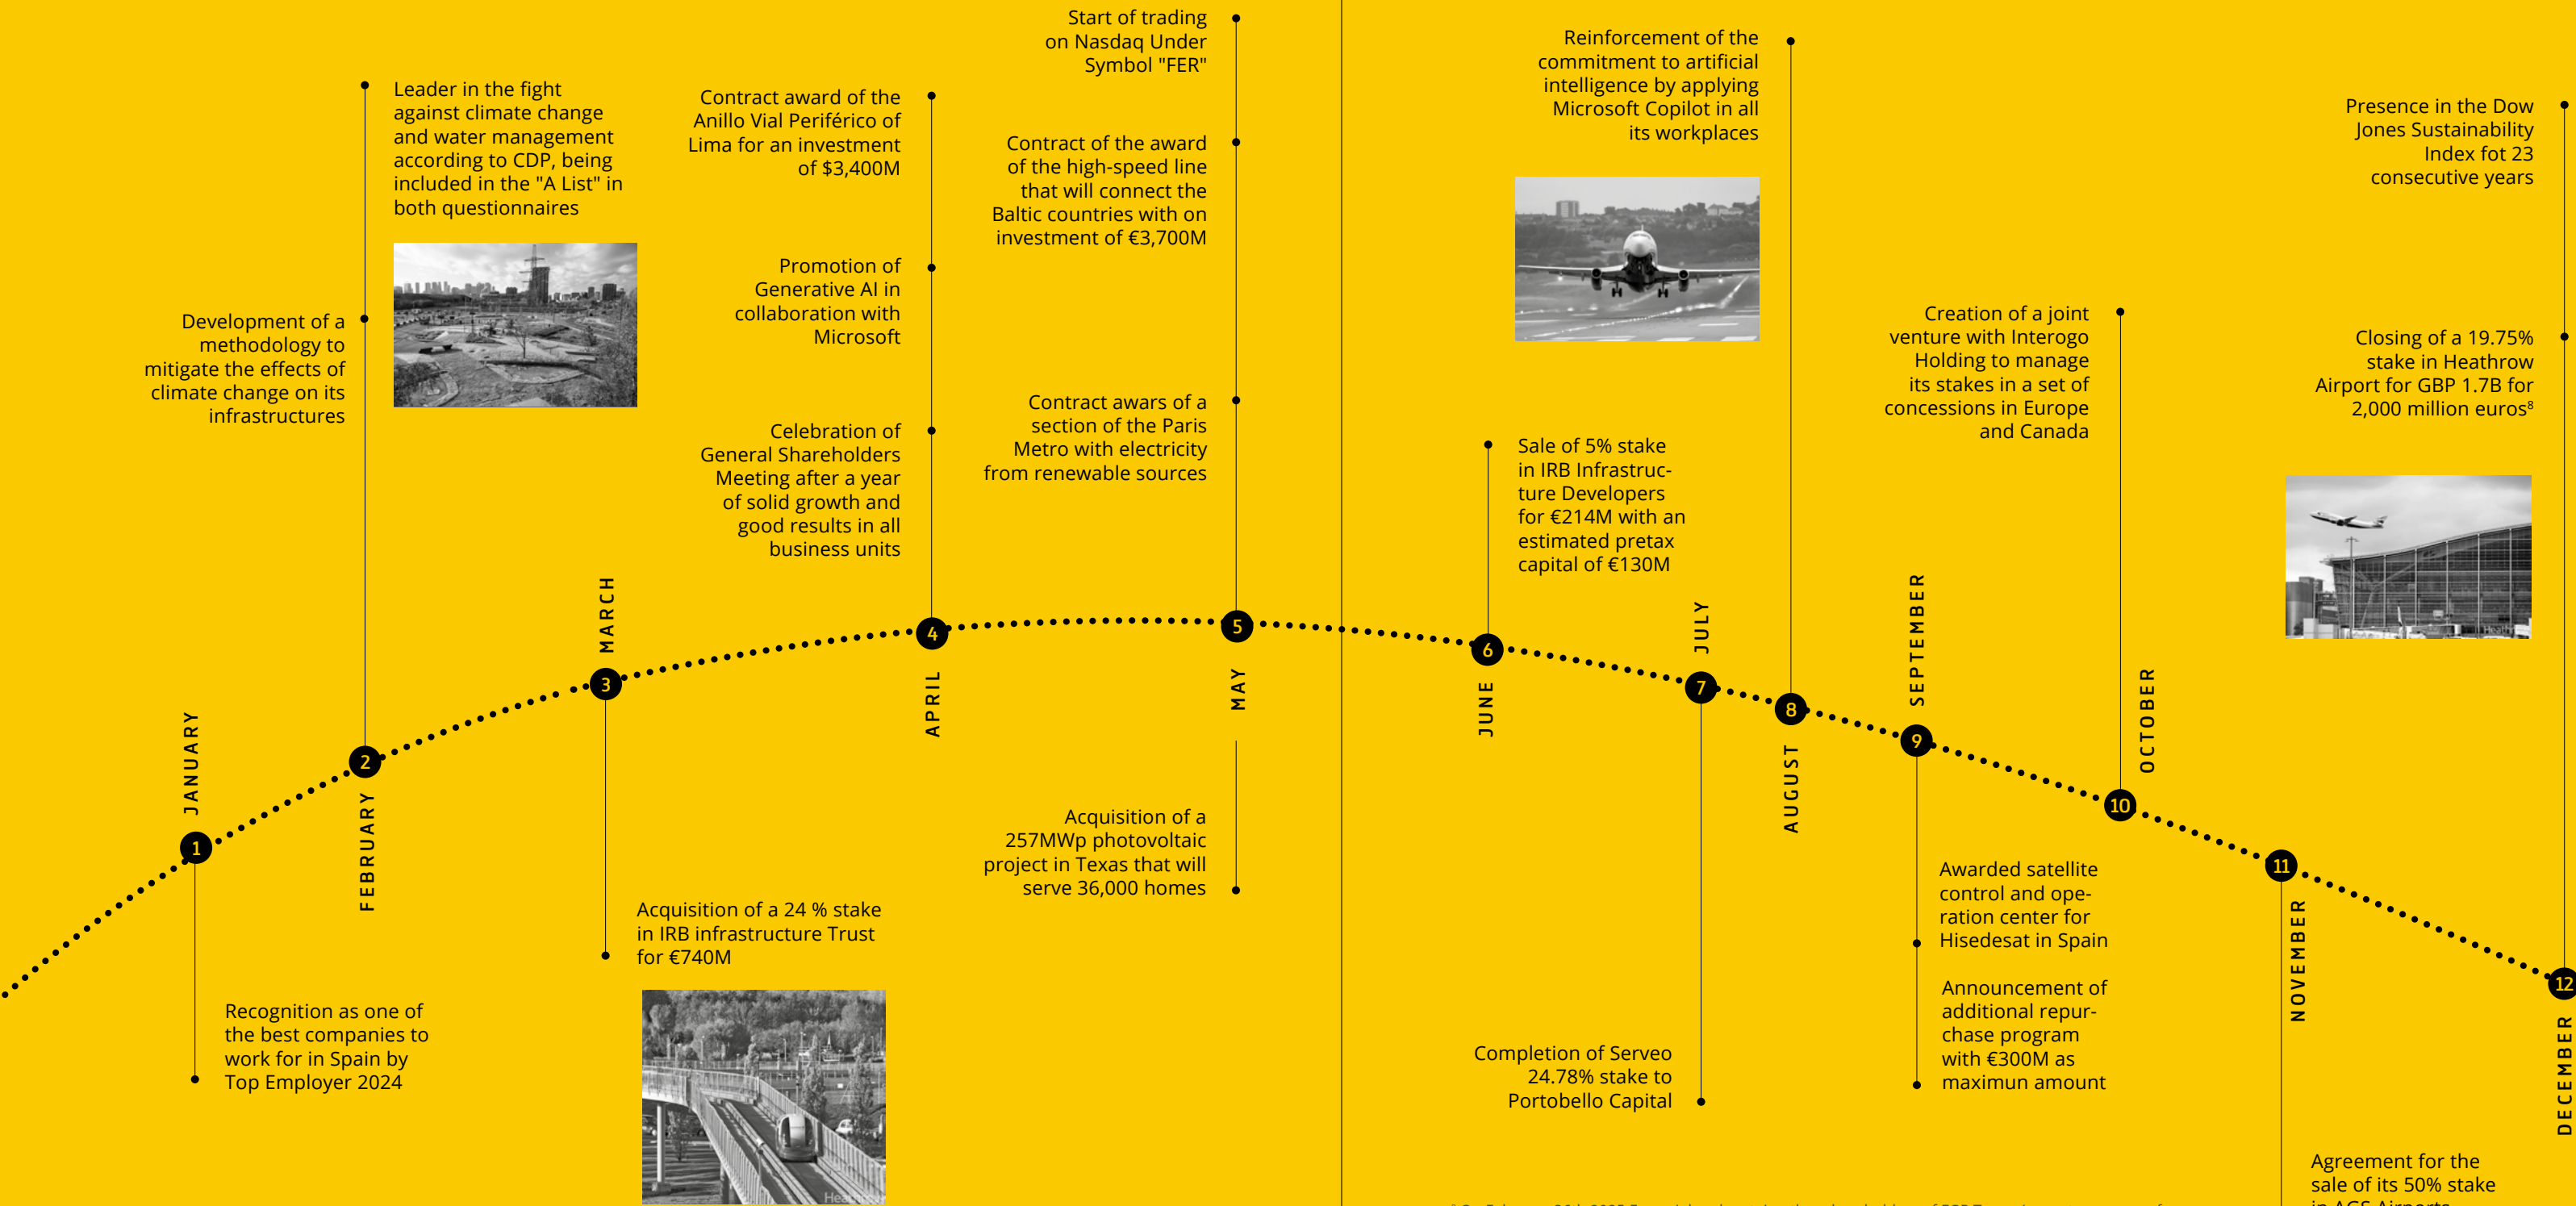 JANUARY
1
Recognition as one of
the best companies to
work for in Spain by
Top Employer 2024
Leader in the fight
against climate change
and water management
according to CDP, being
included in the "A List" in
both questionnaires
Development of a
methodology to
mitigate the effects of
climate change on its
infrastructures
2
FEBRUARY
MARCH
3
Acquisition of a 24 % stake
in IRB infrastructure Trust
for €740M
Heathrow
Contract award of the
Anillo Vial Periférico of
Lima for an investment
of $3,400M
Promotion of
Generative AI in
collaboration with
Microsoft
Celebration of
General Shareholders
Meeting after a year
of solid growth and
good results in all
business units
4
APRIL
Start of trading
on Nasdaq Under
Symbol "FER"
Contract of the award
of the high-speed line
that will connect the
Baltic countries with on
investment of €3,700M
Contract awars of a
section of the Paris
Metro with electricity
from renewable sources
5
MAY
Acquisition of a
257MWp photovoltaic
project in Texas that will
serve 36,000 homes
Sale of 5% stake
in IRB Infrastruc-
ture Developers
for €214M with an
estimated pretax
capital of €130M
6
JUNE
JULY
7
Completion of Serveo
24.78% stake to
Portobello Capital
Reinforcement of the
commitment to artificial
intelligence by applying
Microsoft Copilot in all
its workplaces
8
AUGUST
SEPTEMBER
9
Awarded satellite
control and ope-
ration center for
Hisedesat in Spain
Announcement of
additional repur-
chase program
with €300M as
maximun amount
Creation of a joint
venture with Interogo
Holding to manage
its stakes in a set of
concessions in Europe
and Canada
OCTOBER
10
11
NOVEMBER
Agreement for the
sale of its 50% stake
in AGS Airports
Presence in the Dow
Jones Sustainability
Index fot 23
consecutive years
Closing of a 19.75%
stake in Heathrow
Airport for GBP 1.7B for
2,000 million euros⁸
12
DECEMBER